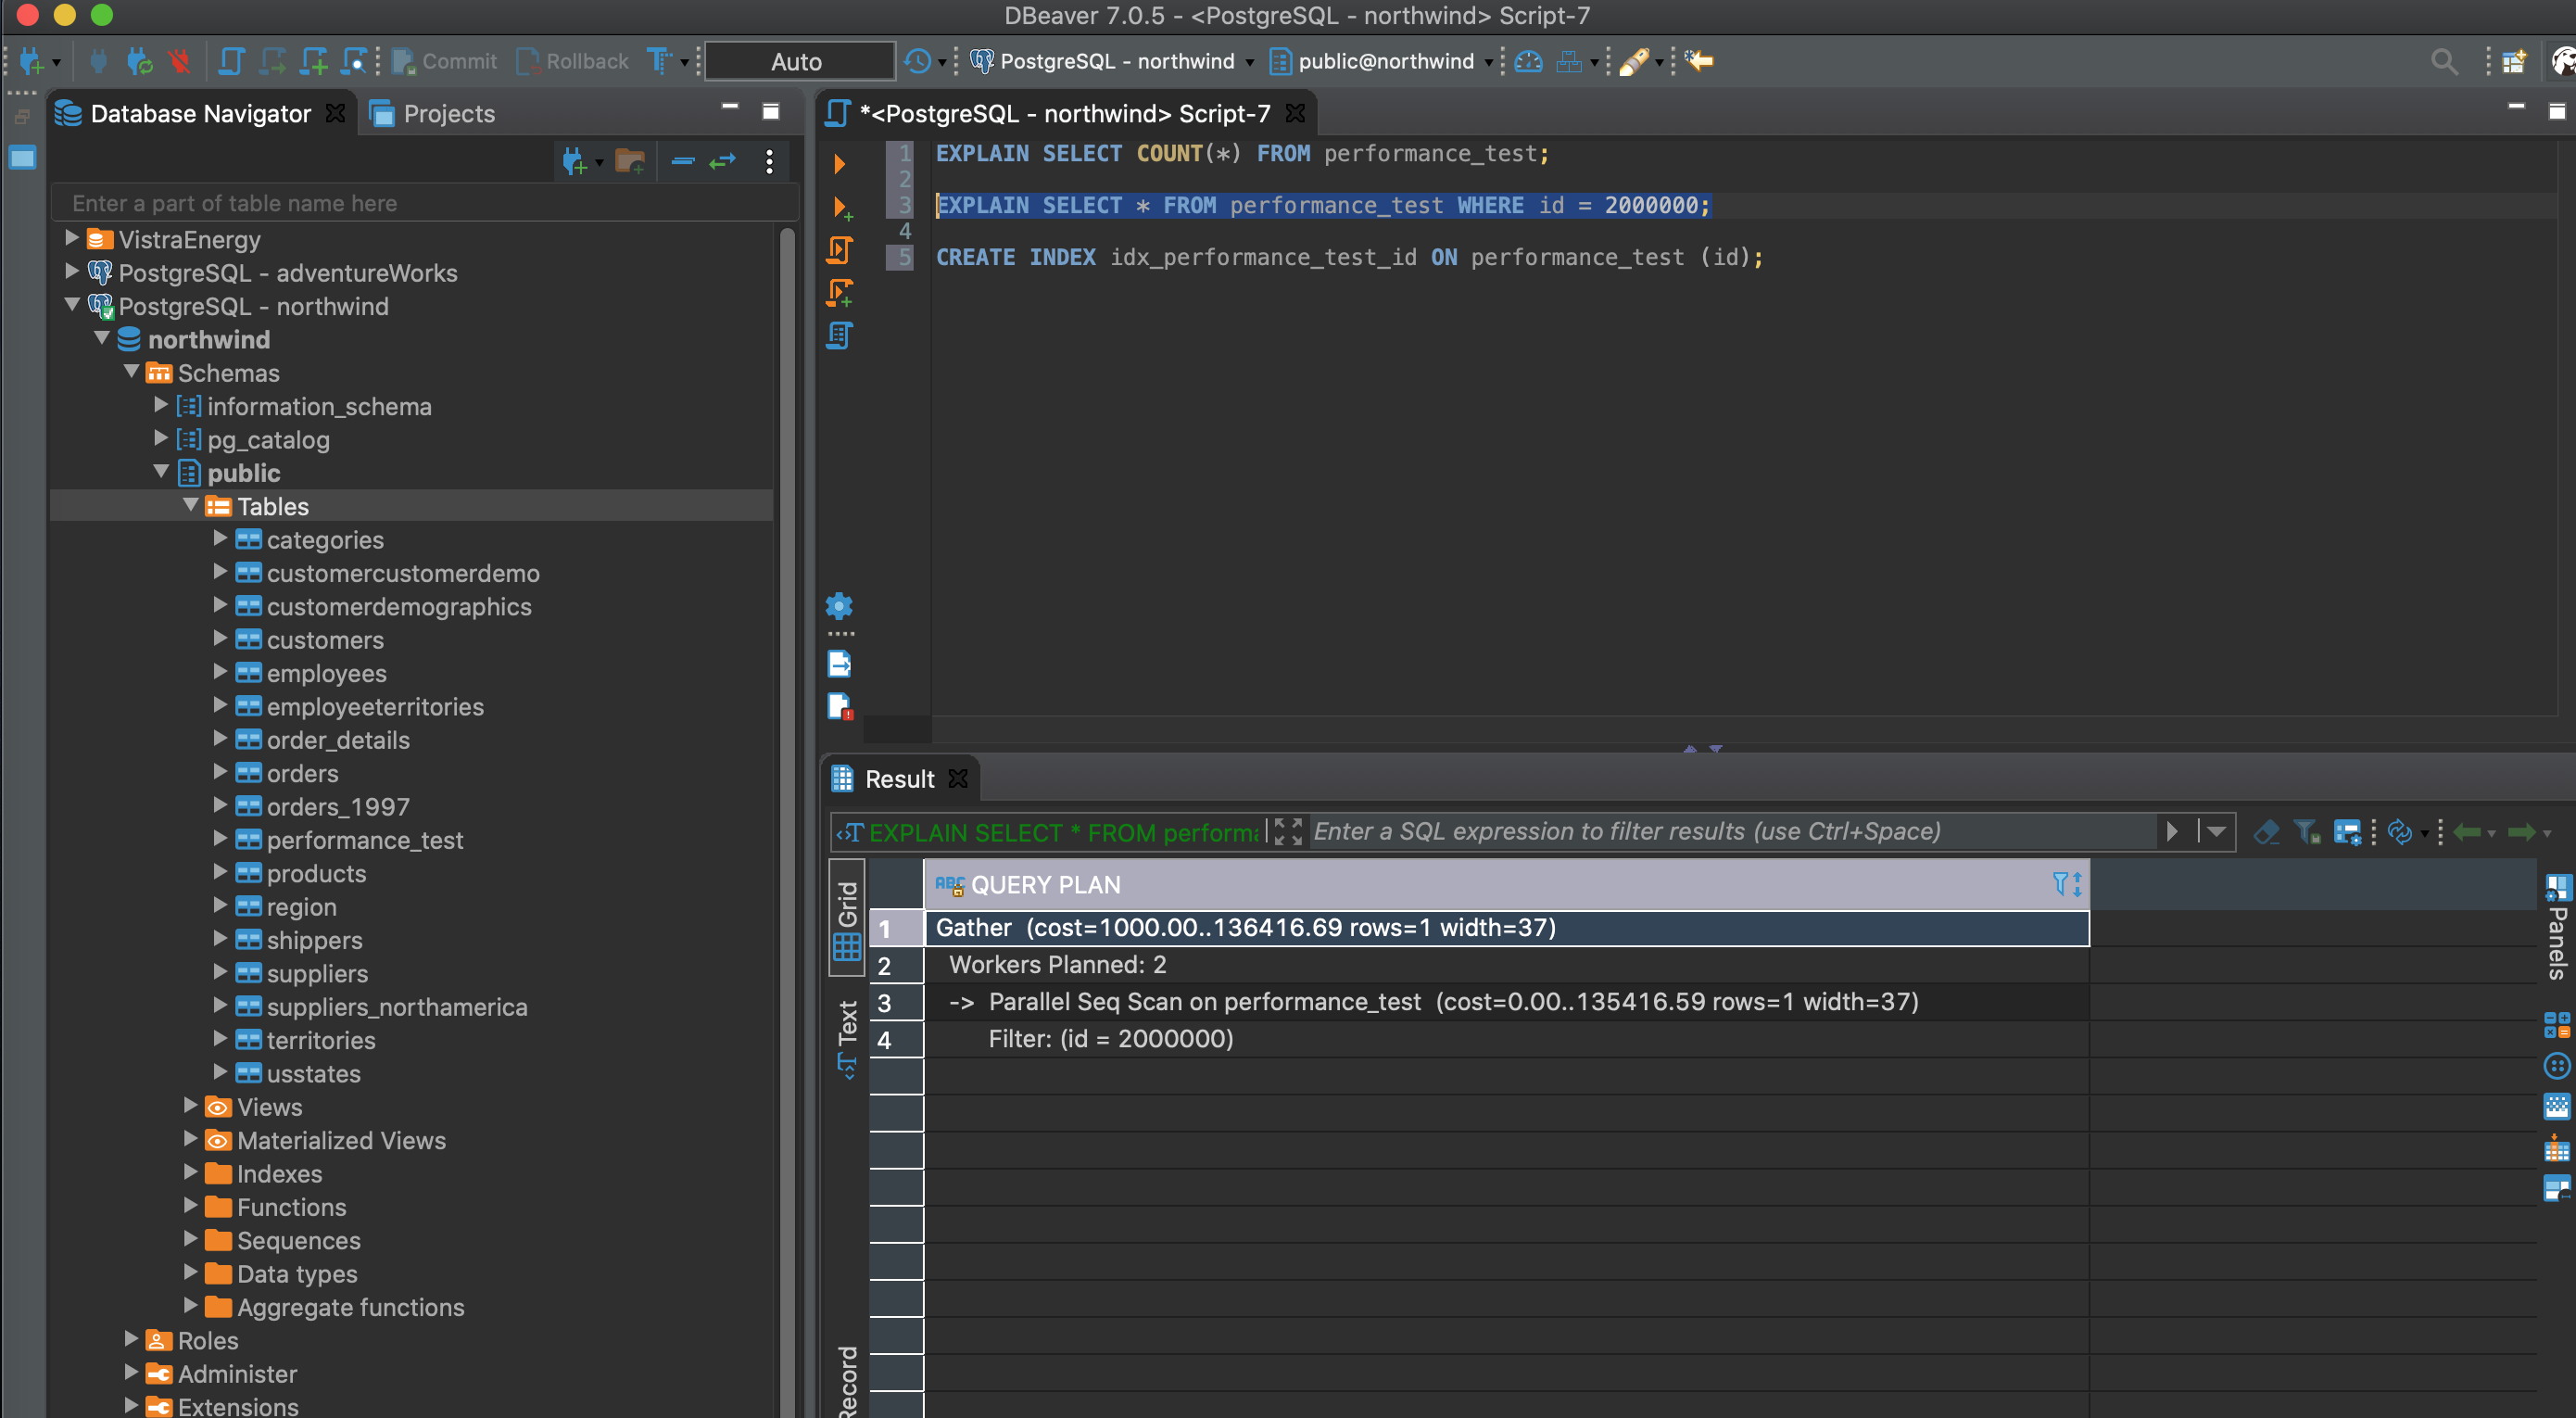 DBeaver 7.0.5 - <PostgreSQL - northwind> Script-7
Commit Rollback Auto PostgreSQL - northwind public@northwind
Database Navigator Projects
Enter a part of table name here
VistraEnergy
PostgreSQL - adventureWorks
PostgreSQL - northwind
northwind
Schemas
information_schema
pg_catalog
public
Tables
categories
customercustomerdemo
customerdemographics
customers
employees
employeeterritories
order_details
orders
orders_1997
performance_test
products
region
shippers
suppliers
suppliers_northamerica
territories
usstates
Views
Materialized Views
Indexes
Functions
Sequences
Data types
Aggregate functions
Roles
Administer
Extensions
*<PostgreSQL - northwind> Script-7
1 EXPLAIN SELECT COUNT(*) FROM performance_test;
2
3 EXPLAIN SELECT * FROM performance_test WHERE id = 2000000;
4
5 CREATE INDEX idx_performance_test_id ON performance_test (id);
Result
EXPLAIN SELECT * FROM performa Enter a SQL expression to filter results (use Ctrl+Space)
Grid
Text
Record
ABC QUERY PLAN
1 Gather (cost=1000.00..136416.69 rows=1 width=37)
2 Workers Planned: 2
3 -> Parallel Seq Scan on performance_test (cost=0.00..135416.59 rows=1 width=37)
4 Filter: (id = 2000000)
Panels